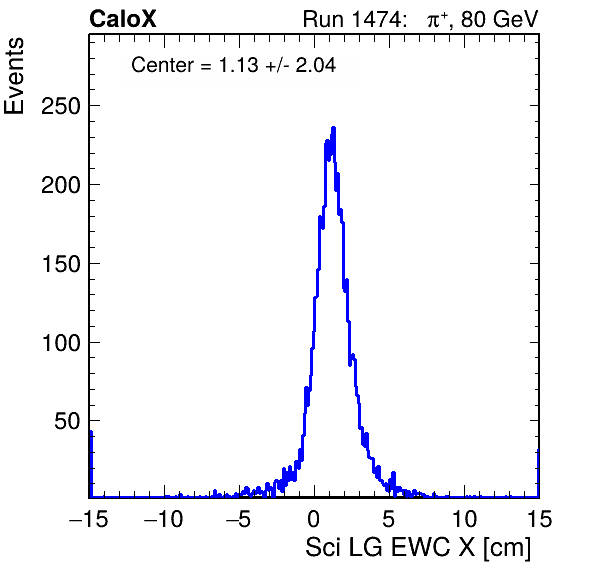 CaloX Run 1474: π+, 80 GeV
Center = 1.13 +/- 2.04
Events
250
200
150
100
50
−15 −10 −5 0 5 10 15
Sci LG EWC X [cm]